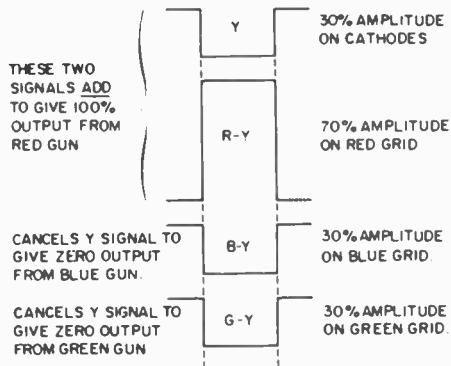 Y
30% AMPLITUDE
ON CATHODES
THESE TWO
SIGNALS ADD
TO GIVE 100%
OUTPUT FROM
RED GUN
R-Y
70% AMPLITUDE
ON RED GRID
CANCELS Y SIGNAL TO
GIVE ZERO OUTPUT
FROM BLUE GUN.
B-Y
30% AMPLITUDE
ON BLUE GRID.
CANCELS Y SIGNAL TO
GIVE ZERO OUTPUT
FROM GREEN GUN
G-Y
30% AMPLITUDE
ON GREEN GRID.